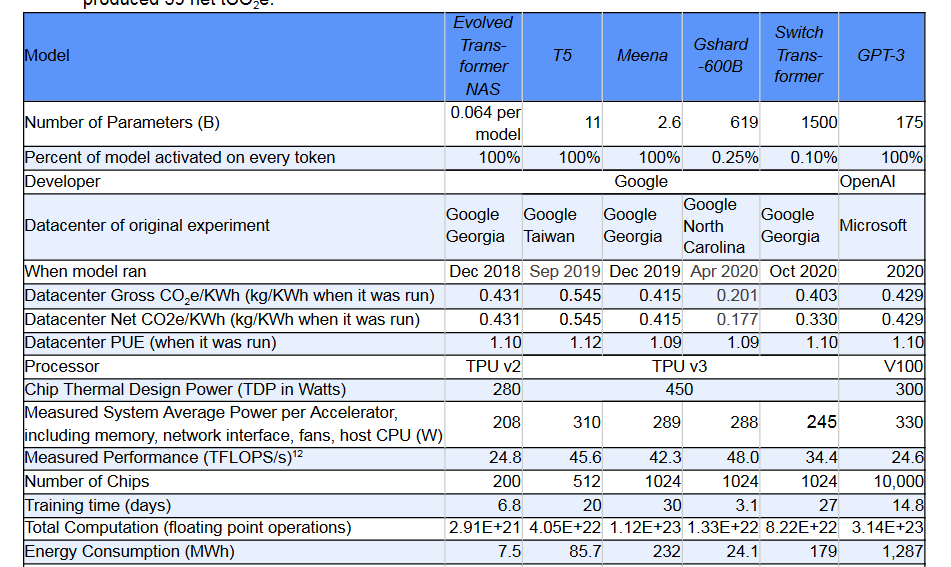 produced 59 net tCO2e.
Model Evolved Trans- former NAS T5 Meena Gshard -600B Switch Trans- former GPT-3
Number of Parameters (B) 0.064 per model 11 2.6 619 1500 175
Percent of model activated on every token 100% 100% 100% 0.25% 0.10% 100%
Developer Google OpenAI
Datacenter of original experiment Google Georgia Google Taiwan Google Georgia Google North Carolina Google Georgia Microsoft
When model ran Dec 2018 Sep 2019 Dec 2019 Apr 2020 Oct 2020 2020
Datacenter Gross CO2e/KWh (kg/KWh when it was run) 0.431 0.545 0.415 0.201 0.403 0.429
Datacenter Net CO2e/KWh (kg/KWh when it was run) 0.431 0.545 0.415 0.177 0.330 0.429
Datacenter PUE (when it was run) 1.10 1.12 1.09 1.09 1.10 1.10
Processor TPU v2 TPU v3 V100
Chip Thermal Design Power (TDP in Watts) 280 450 300
Measured System Average Power per Accelerator, including memory, network interface, fans, host CPU (W) 208 310 289 288 245 330
Measured Performance (TFLOPS/s)12 24.8 45.6 42.3 48.0 34.4 24.6
Number of Chips 200 512 1024 1024 1024 10,000
Training time (days) 6.8 20 30 3.1 27 14.8
Total Computation (floating point operations) 2.91E+21 4.05E+22 1.12E+23 1.33E+22 8.22E+22 3.14E+23
Energy Consumption (MWh) 7.5 85.7 232 24.1 179 1,287